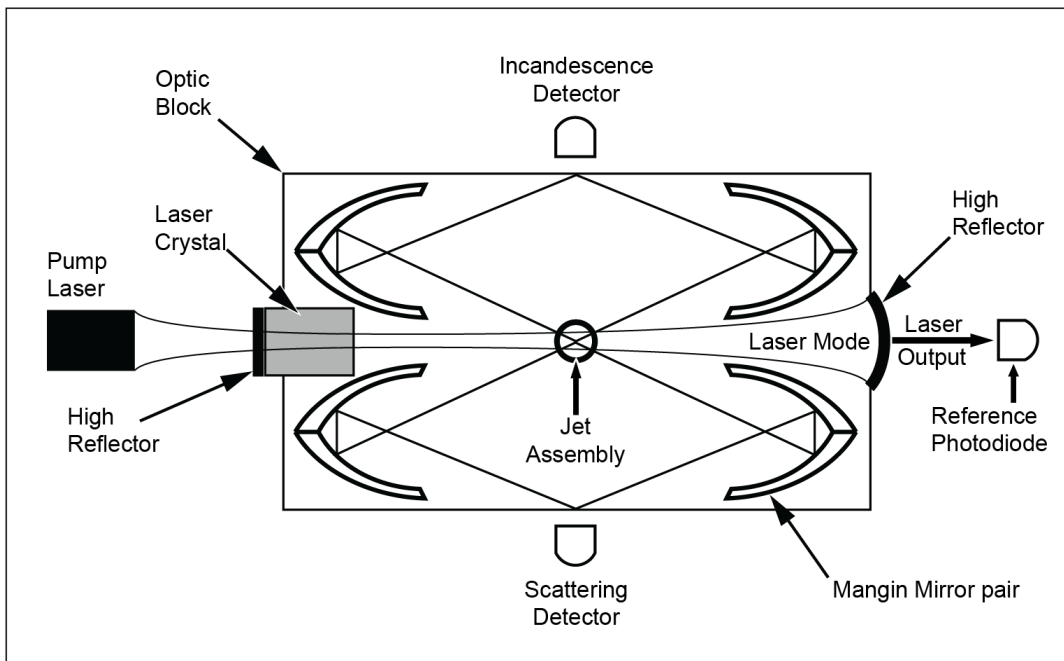 Incandescence
Detector
Optic
Block
Laser
Crystal
High
Reflector
Pump
Laser
Laser Mode
Laser
Output
High
Reflector
Jet
Assembly
Reference
Photodiode
Scattering
Detector
Mangin Mirror pair